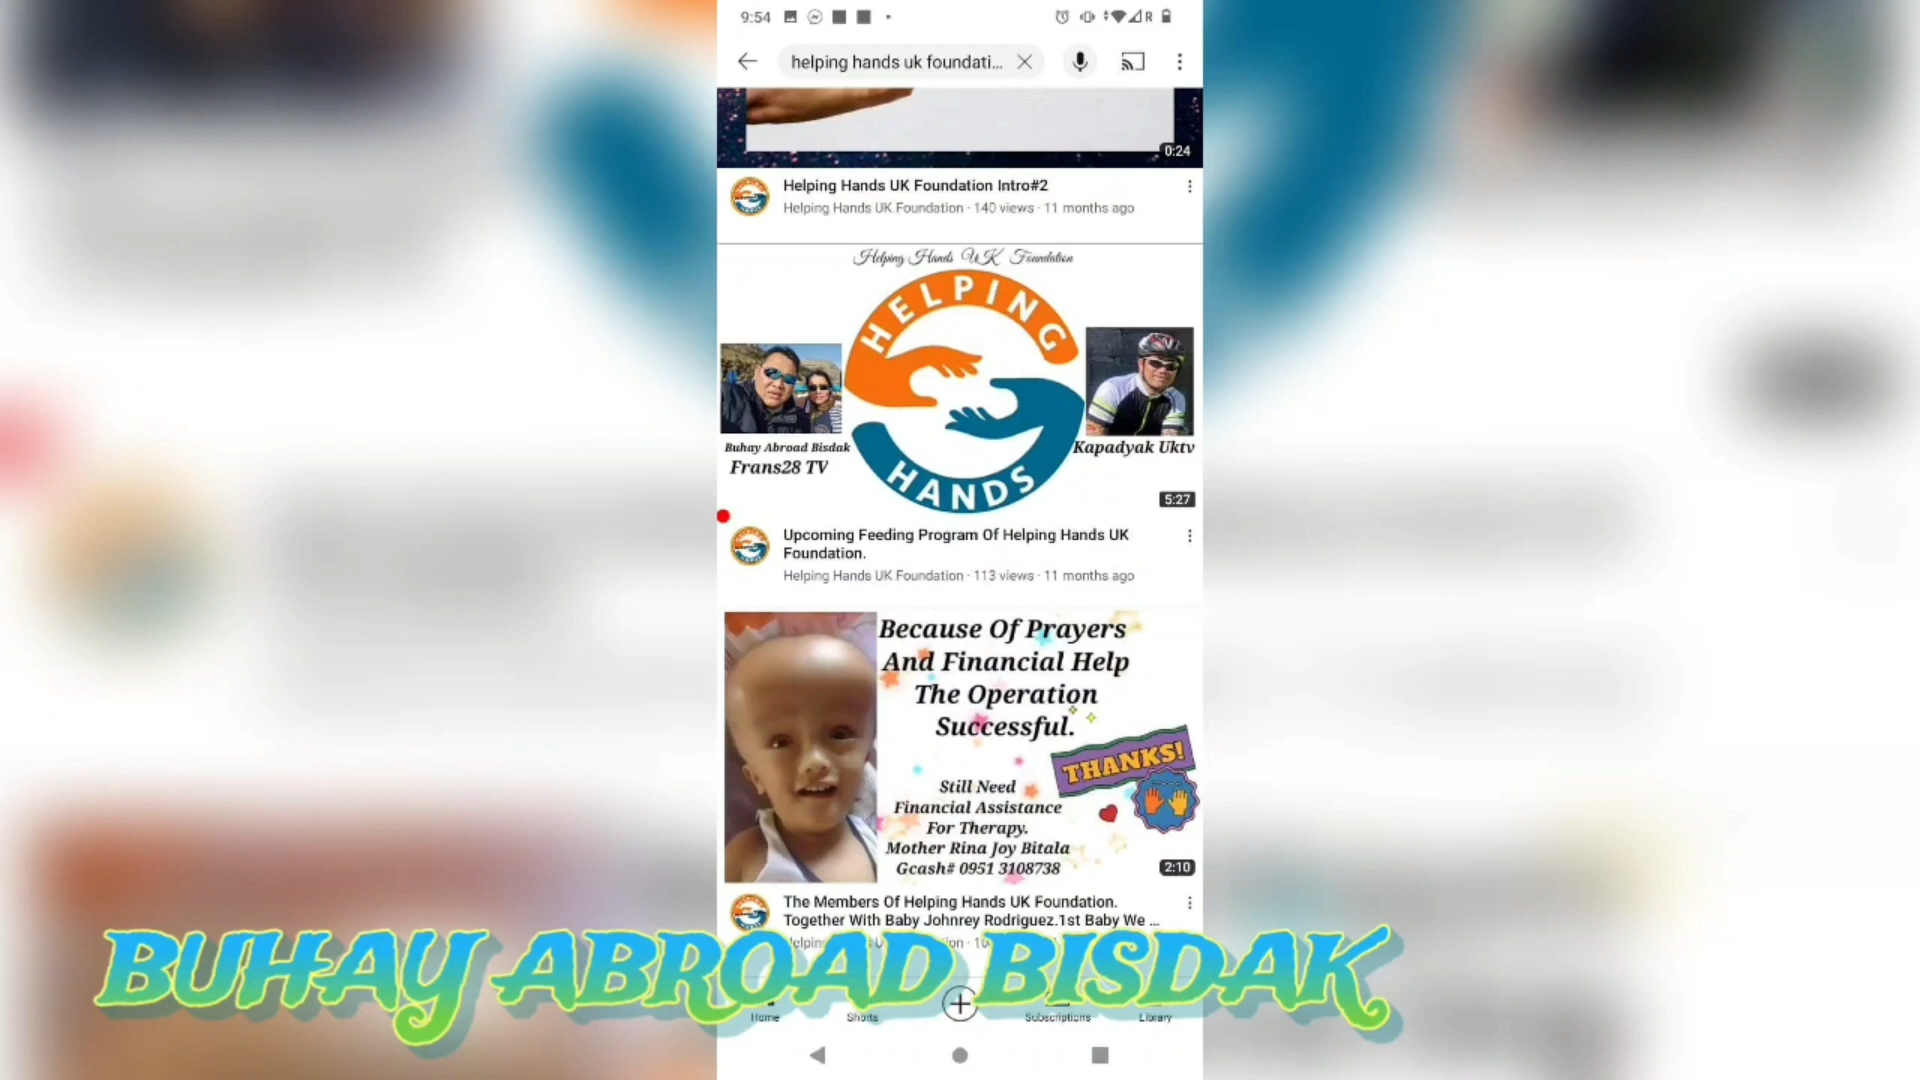 9:54
R
helping hands uk foundati...
0:24
Helping Hands UK Foundation Intro#2
Helping Hands UK Foundation · 140 views · 11 months ago
Helping Hands UK Foundation
HELPING
HANDS
Buhay Abroad Bisdak
Frans28 TV
Kapadyak Uktv
5:27
Upcoming Feeding Program Of Helping Hands UK
Foundation.
Helping Hands UK Foundation · 113 views · 11 months ago
Because Of Prayers
And Financial Help
The Operation
Successful.
THANKS!
Still Need
Financial Assistance
For Therapy.
Mother Rina Joy Bitala
Gcash# 0951 3108738
2:10
The Members Of Helping Hands UK Foundation.
Together With Baby Johnrey Rodriguez.1st Baby We ...
BUHAY ABROAD BISDAK
Home
Shorts
Subscriptions
Library